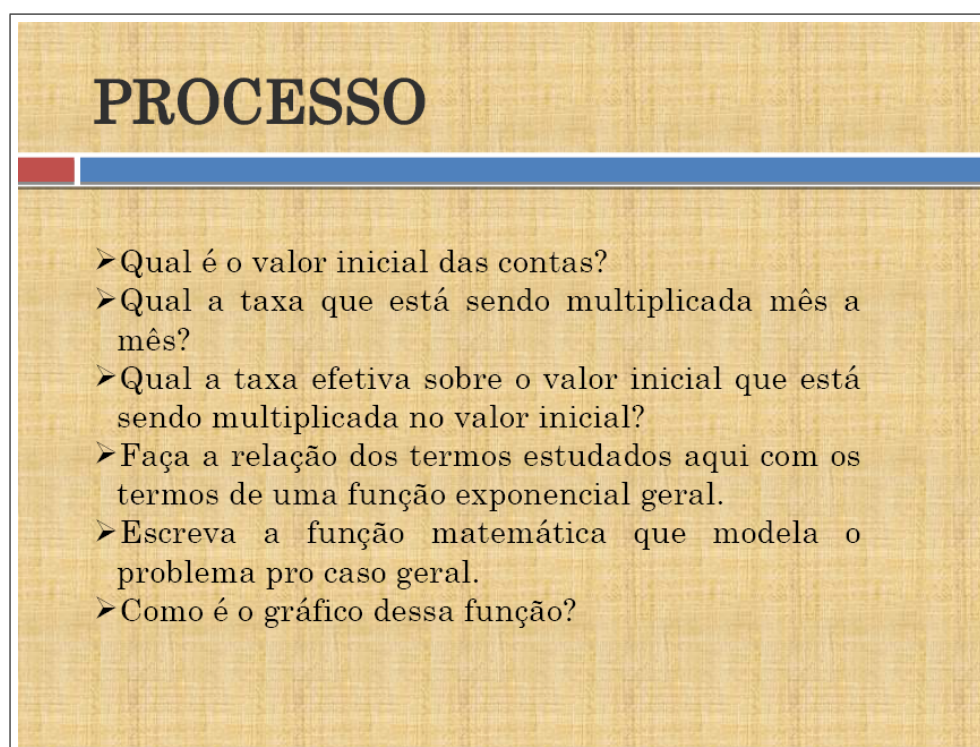 PROCESSO
➢Qual é o valor inicial das contas?
➢Qual a taxa que está sendo multiplicada mês a
mês?
➢Qual a taxa efetiva sobre o valor inicial que está
sendo multiplicada no valor inicial?
➢Faça a relação dos termos estudados aqui com os
termos de uma função exponencial geral.
➢Escreva a função matemática que modela o
problema pro caso geral.
➢Como é o gráfico dessa função?